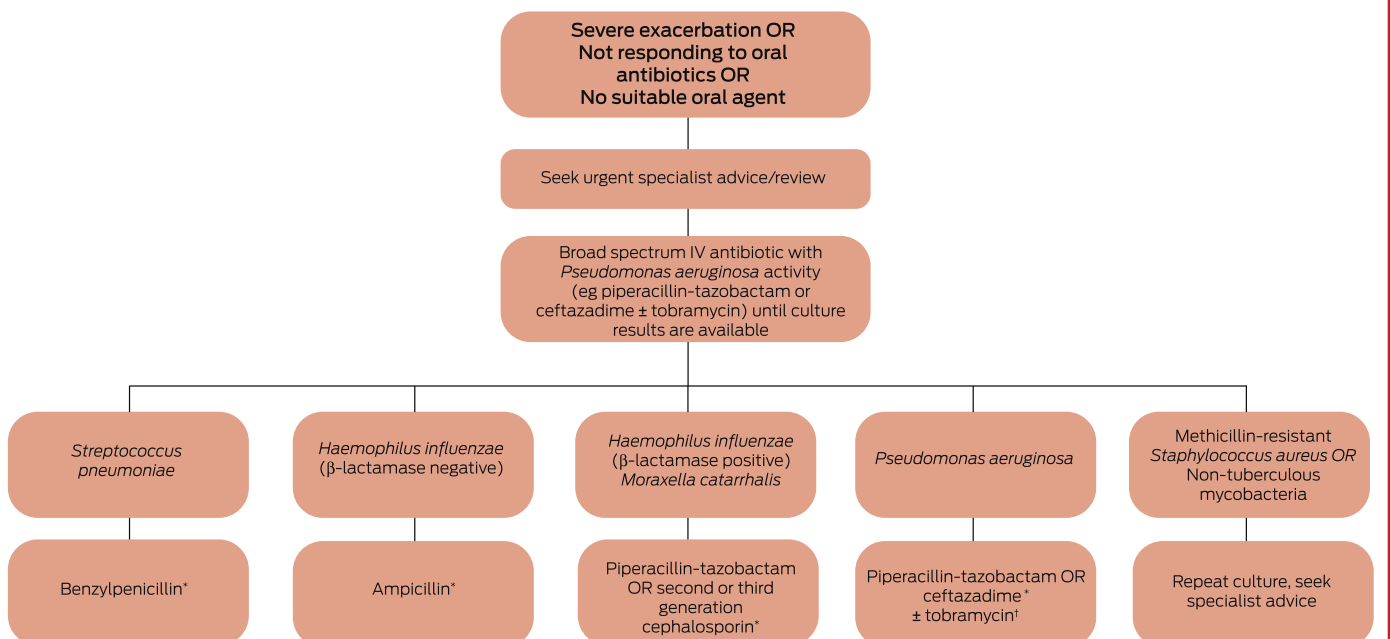 Severe exacerbation OR
Not responding to oral
antibiotics OR
No suitable oral agent
Seek urgent specialist advice/review
Broad spectrum IV antibiotic with
Pseudomonas aeruginosa activity
(eg piperacillin-tazobactam or
ceftazadime ± tobramycin) until culture
results are available
Streptococcus
pneumoniae
Haemophilus influenzae
(β-lactamase negative)
Haemophilus influenzae
(β-lactamase positive)
Moraxella catarrhalis
Pseudomonas aeruginosa
Methicillin-resistant
Staphylococcus aureus OR
Non-tuberculous
mycobacteria
Benzylpenicillin*
Ampicillin*
Piperacillin-tazobactam
OR second or third
generation
cephalosporin*
Piperacillin-tazobactam OR
ceftazadime*
± tobramycin†
Repeat culture, seek
specialist advice